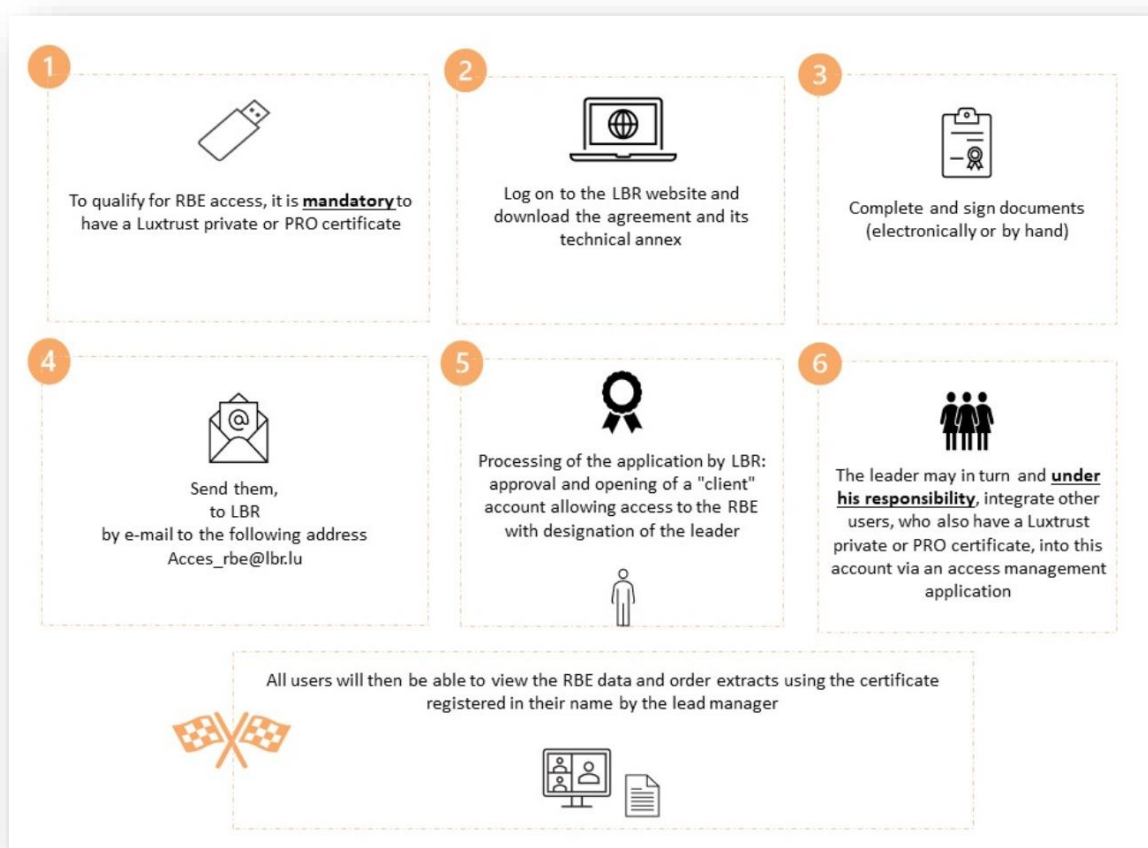 1
To qualify for RBE access, it is mandatory to
have a Luxtrust private or PRO certificate
2
Log on to the LBR website and
download the agreement and its
technical annex
3
Complete and sign documents
(electronically or by hand)
4
@
Send them,
to LBR
by e-mail to the following address
Acces_rbe@lbr.lu
5
Processing of the application by LBR:
approval and opening of a "client"
account allowing access to the RBE
with designation of the leader
6
The leader may in turn and under
his responsibility, integrate other
users, who also have a Luxtrust
private or PRO certificate, into this
account via an access management
application
All users will then be able to view the RBE data and order extracts using the certificate
registered in their name by the lead manager